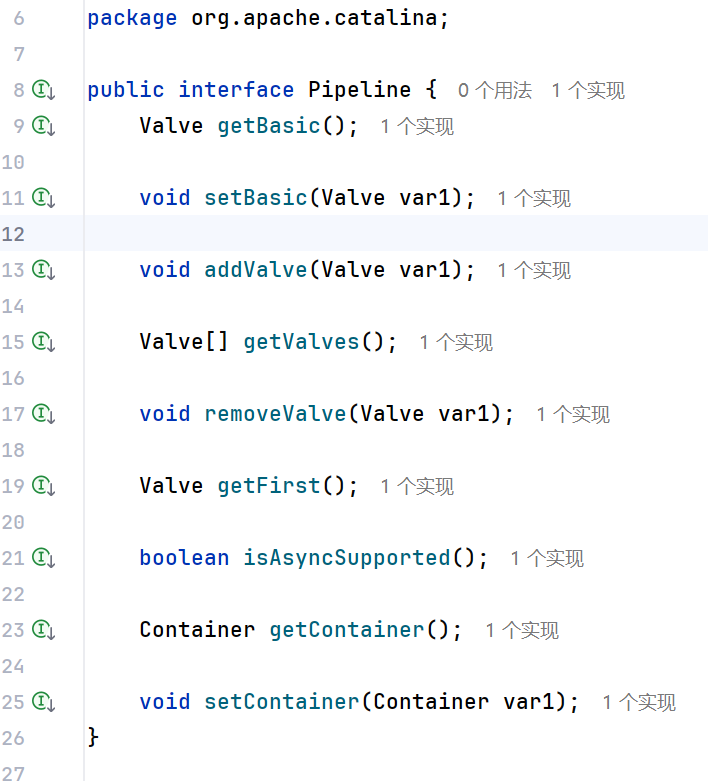 6 package org.apache.catalina;
7
8 public interface Pipeline { 0 个用法 1 个实现
9 Valve getBasic(); 1 个实现
10
11 void setBasic(Valve var1); 1 个实现
12
13 void addValve(Valve var1); 1 个实现
14
15 Valve[] getValves(); 1 个实现
16
17 void removeValve(Valve var1); 1 个实现
18
19 Valve getFirst(); 1 个实现
20
21 boolean isAsyncSupported(); 1 个实现
22
23 Container getContainer(); 1 个实现
24
25 void setContainer(Container var1); 1 个实现
26 }
27